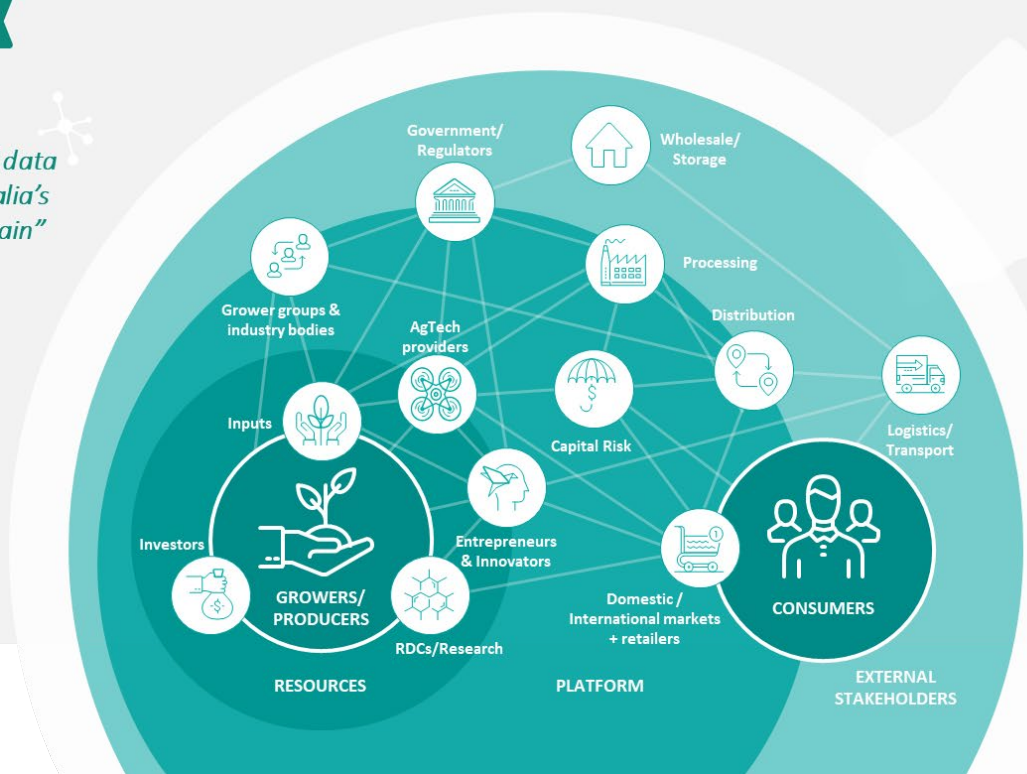 data
alia's
ain"
Government/
Regulators
Wholesale/
Storage
Processing
Grower groups &
industry bodies
AgTech
providers
Distribution
Inputs
Capital Risk
Logistics/
Transport
Investors
Entrepreneurs
& Innovators
GROWERS/
PRODUCERS
RDCs/Research
Domestic /
International markets
+ retailers
1
CONSUMERS
$
$
RESOURCES
PLATFORM
EXTERNAL
STAKEHOLDERS